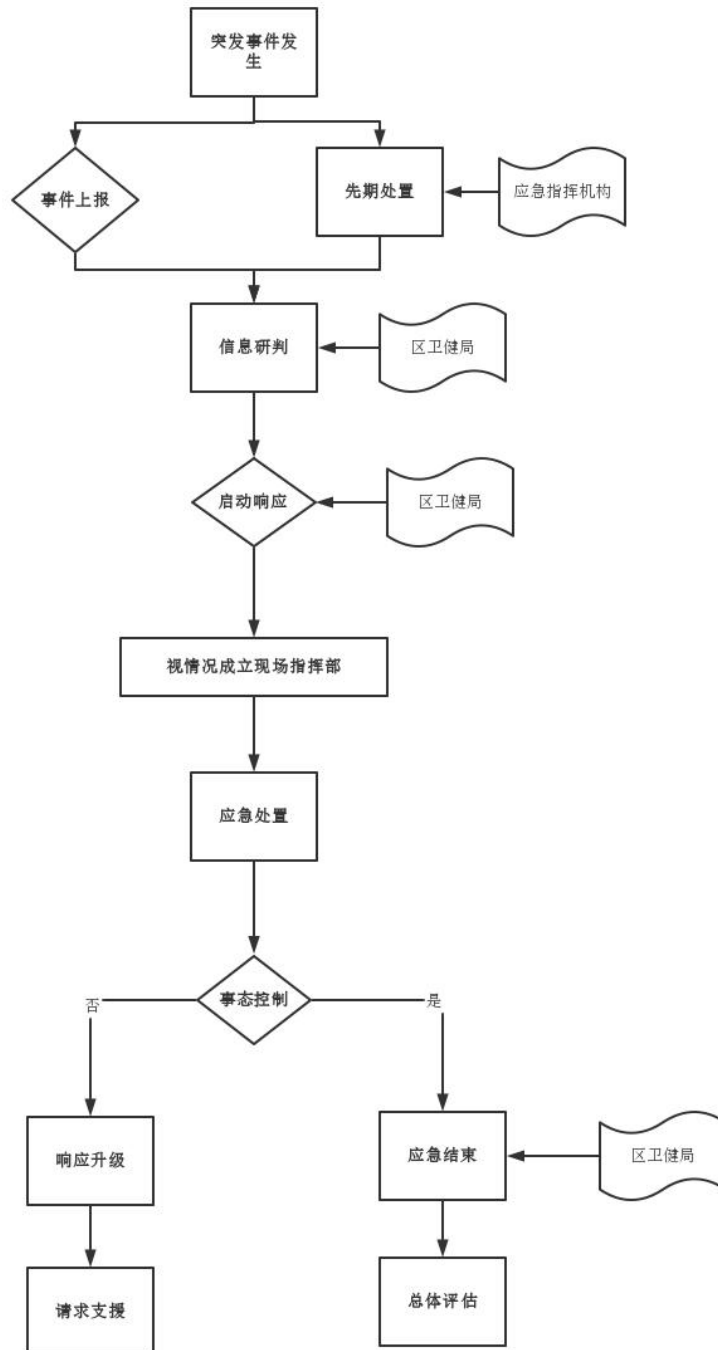 突发事件发
生
事件上报
先期处置
应急指挥机构
信息研判
区卫健局
启动响应
区卫健局
视情况成立现场指挥部
应急处置
事态控制
否
是
响应升级
应急结束
区卫健局
请求支援
总体评估